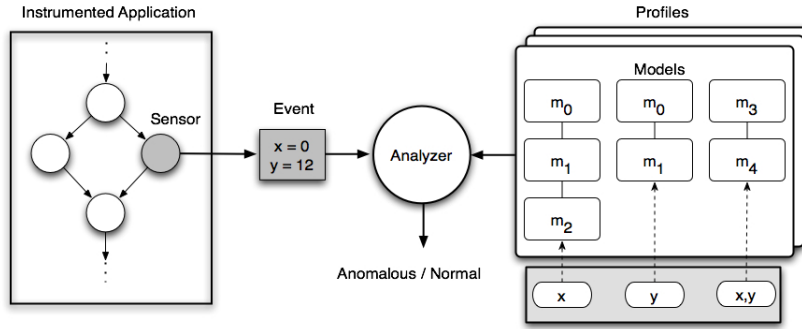 Instrumented Application
Profiles
Models
Sensor
Event
x = 0
y = 12
Analyzer
Anomalous / Normal
m0 m0 m3
m1 m1 m4
m2
x y x,y